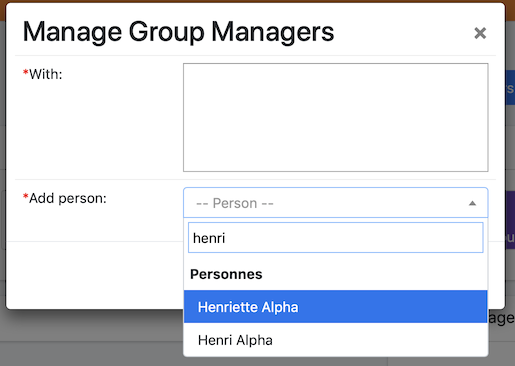 Manage Group Managers ×
*With:
*Add person:
-- Person --
henri
Personnes
Henriette Alpha
Henri Alpha